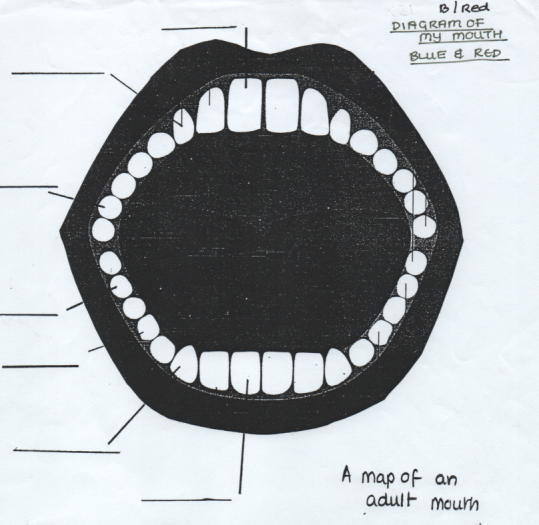 B/Red
DIAGRAM OF
MY MOUTH
BLUE & RED
A map of an
adult mouth